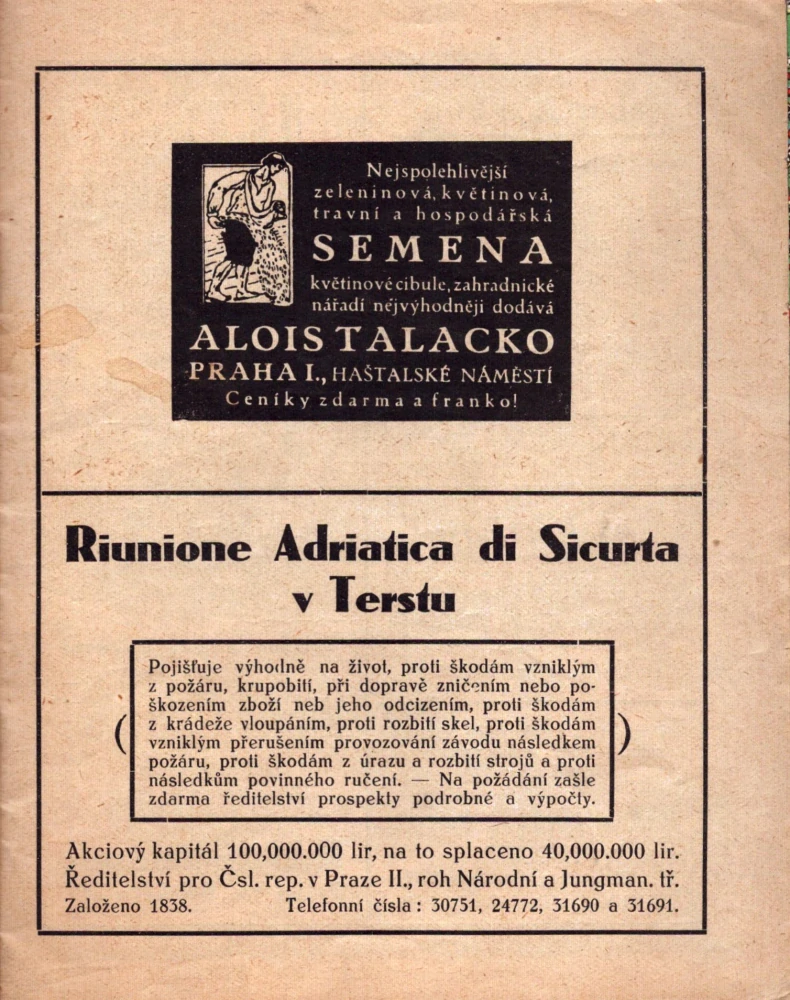 Nejspolehlivější
zeleninová, květinová,
travní a hospodářská
SEMENA
květinové cibule, zahradnické
nářadí nejvýhodněji dodává
ALOIS TALACKO
PRAHA I., HAŠTALSKÉ NÁMĚSTÍ
Ceníky zdarma a franko!
Riunione Adriatica di Sicurta
v Terstu
Pojišťuje výhodně na život, proti škodám vzniklým
z požáru, krupobití, při dopravě zničením nebo po-
škozením zboží neb jeho odcizením, proti škodám
z krádeže vloupáním, proti rozbití skel, proti škodám
vzniklým přerušením provozování závodu následkem
požáru, proti škodám z úrazu a rozbití strojů a proti
následkům povinného ručení. — Na požádání zašle
zdarma ředitelství prospekty podrobné a výpočty.
Akciový kapitál 100,000.000 lir, na to splaceno 40,000.000 lir.
Ředitelství pro Čsl. rep. v Praze II., roh Národní a Jungman. tř.
Založeno 1838. Telefonní čísla: 30751, 24772, 31690 a 31691.